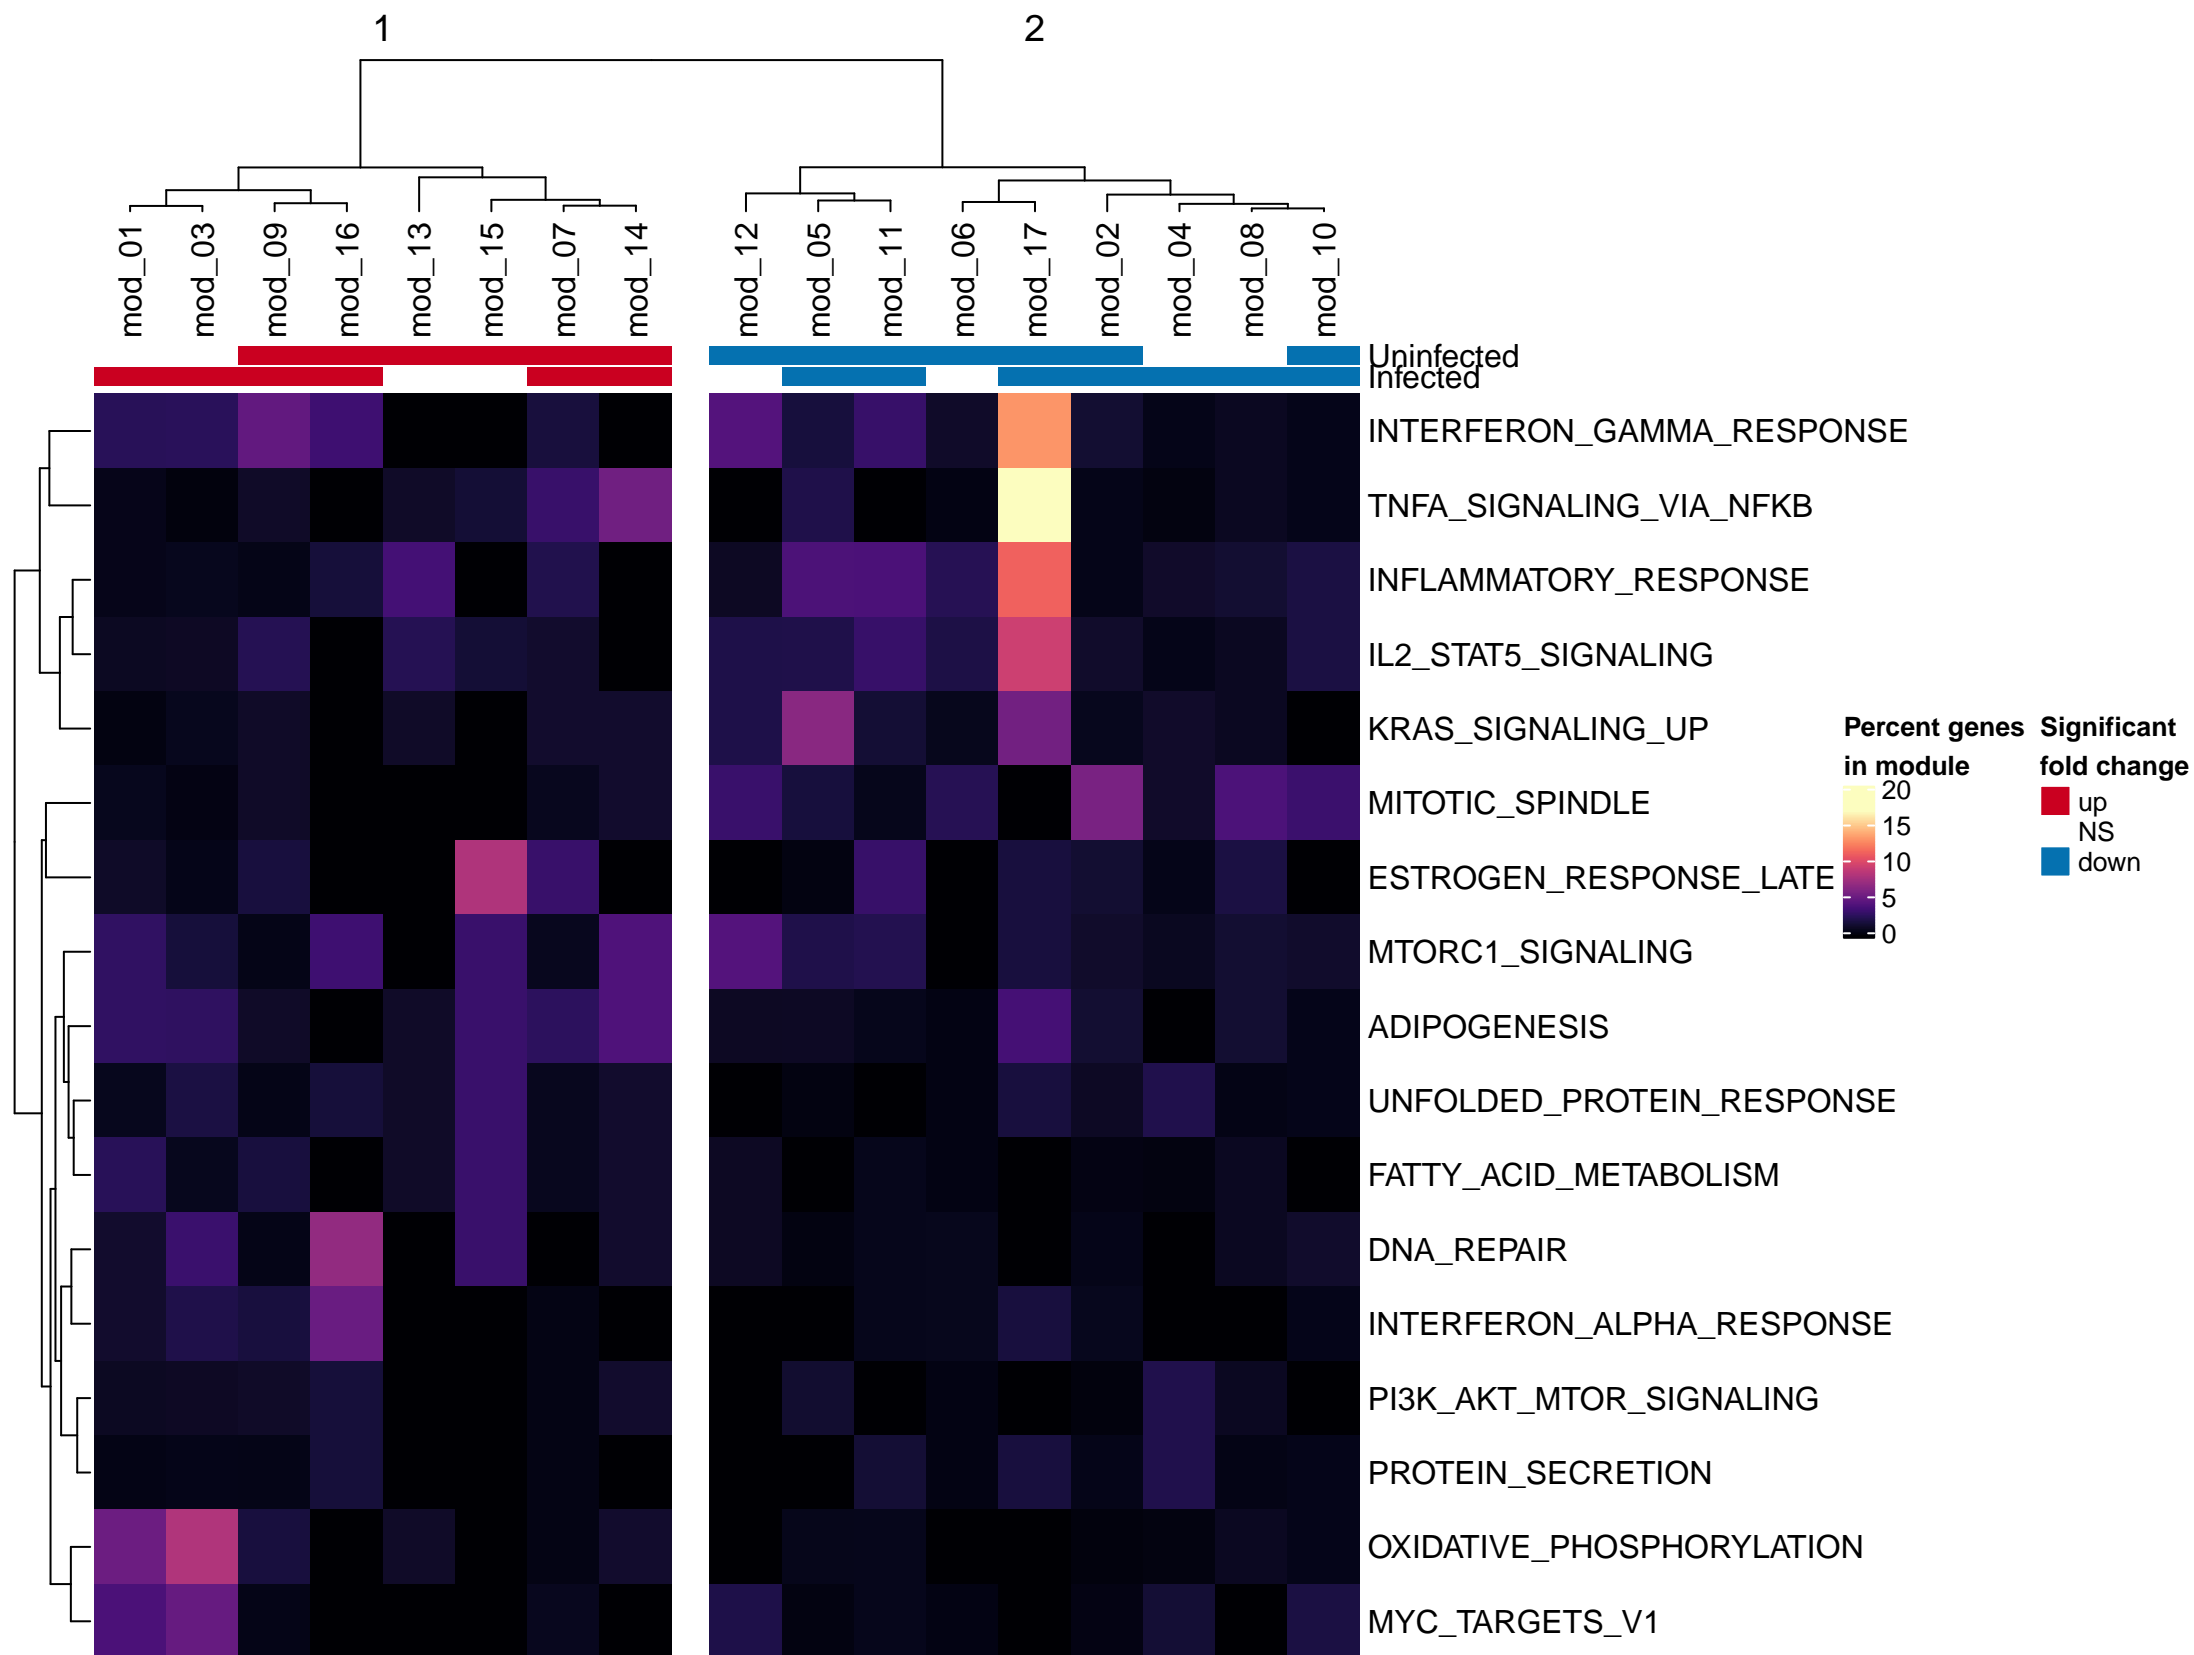 1
2
mod_01
mod_03
mod_09
mod_16
mod_13
mod_15
mod_07
mod_14
mod_12
mod_05
mod_11
mod_06
mod_17
mod_02
mod_04
mod_08
mod_10
Uninfected
Infected
INTERFERON_GAMMA_RESPONSE
TNFA_SIGNALING_VIA_NFKB
INFLAMMATORY_RESPONSE
IL2_STAT5_SIGNALING
KRAS_SIGNALING_UP
MITOTIC_SPINDLE
ESTROGEN_RESPONSE_LATE
MTORC1_SIGNALING
ADIPOGENESIS
UNFOLDED_PROTEIN_RESPONSE
FATTY_ACID_METABOLISM
DNA_REPAIR
INTERFERON_ALPHA_RESPONSE
PI3K_AKT_MTOR_SIGNALING
PROTEIN_SECRETION
OXIDATIVE_PHOSPHORYLATION
MYC_TARGETS_V1
Percent genes
in module
20
15
10
5
0
Significant
fold change
up
NS
down